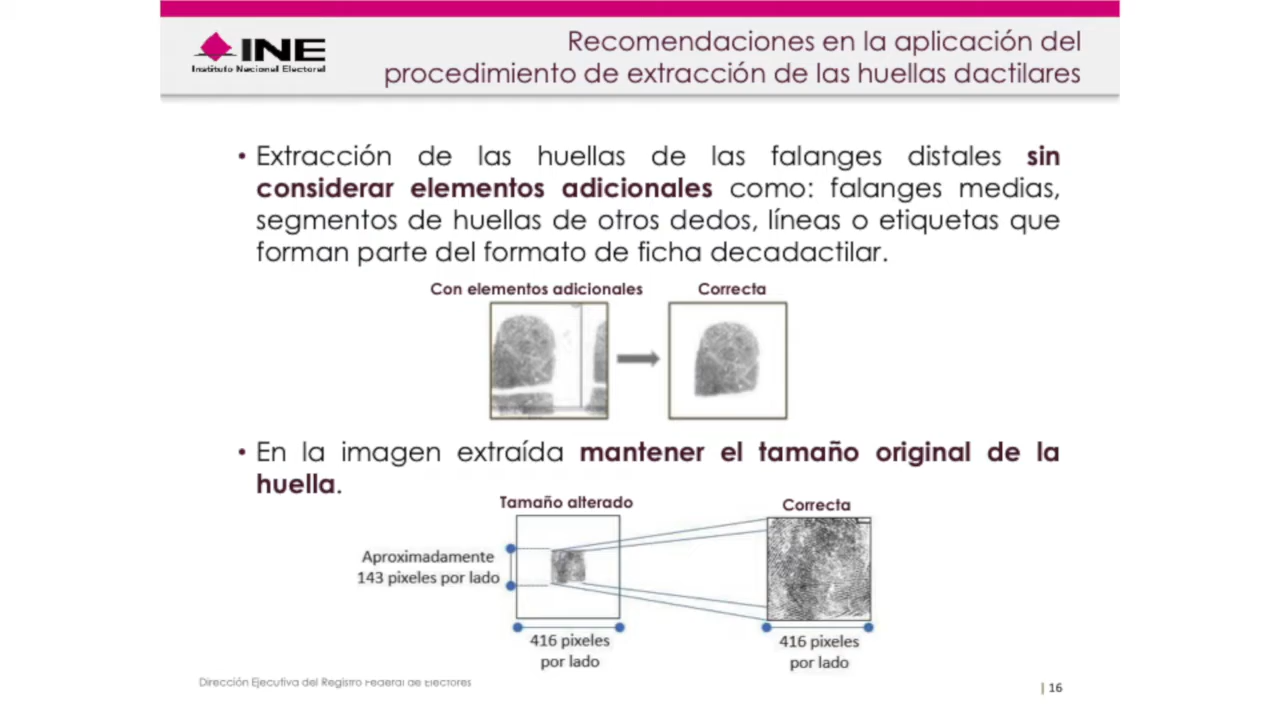 INE
Instituto Nacional Electoral
Recomendaciones en la aplicación del
procedimiento de extracción de las huellas dactilares
• Extracción de las huellas de las falanges distales sin
considerar elementos adicionales como: falanges medias,
segmentos de huellas de otros dedos, líneas o etiquetas que
forman parte del formato de ficha decadactilar.
Con elementos adicionales
Correcta
• En la imagen extraída mantener el tamaño original de la
huella.
Tamaño alterado
Correcta
Aproximadamente
143 pixeles por lado
416 pixeles
por lado
416 pixeles
por lado
Dirección Ejecutiva del Registro Federal de Electores
| 16